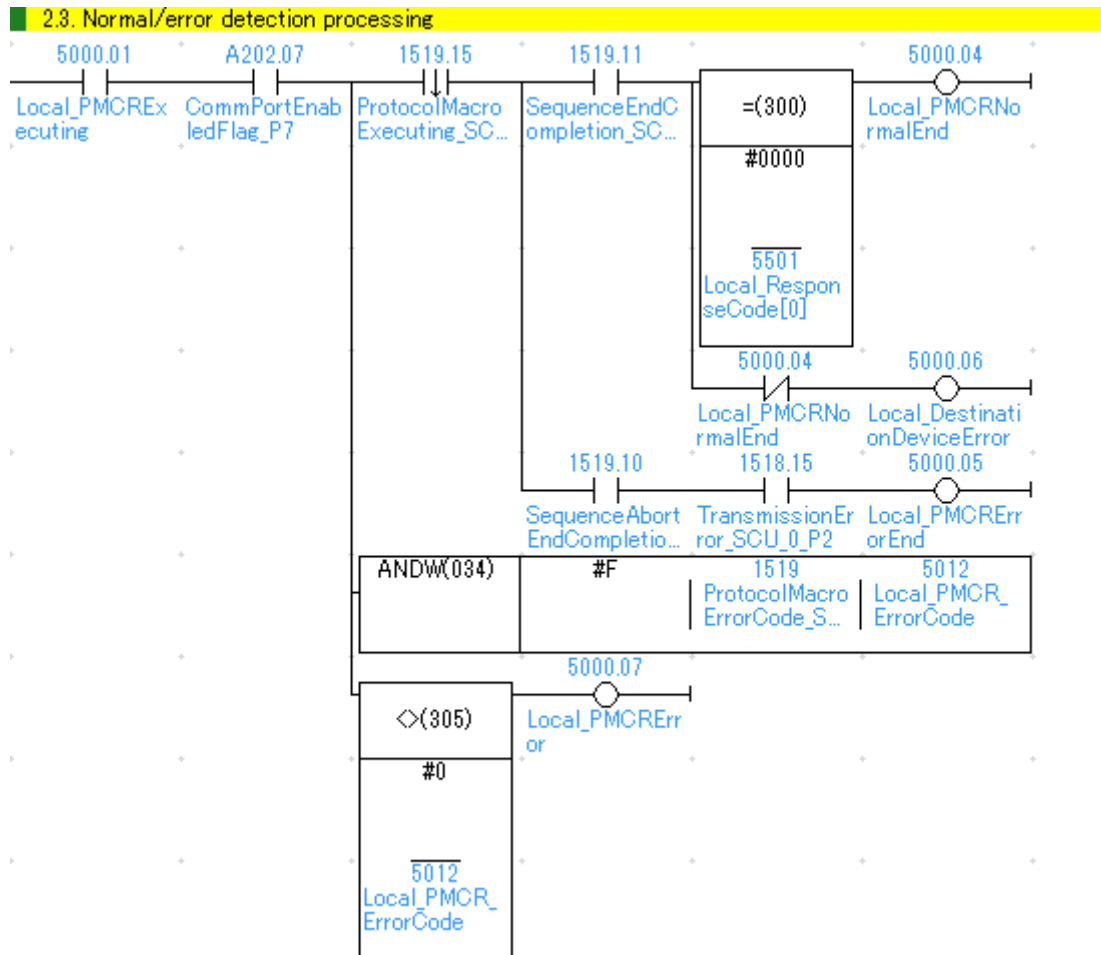 2.3. Normal/error detection processing
5000.01 A202.07 1519.15 1519.11 5000.04
Local_PMCREx CommPortEnab ProtocolMacro SequenceEndC =(300) Local_PMCRNo
ecuting ledFlag_P7 Executing_SC... ompletion_SC... rmalEnd
#0000
5501
Local_Respon
seCode[0]
5000.04 5000.06
Local_PMCRNo Local_Destinati
rmalEnd onDeviceError
1519.10 1518.15 5000.05
SequenceAbort TransmissionEr Local_PMCRErr
EndCompletio... ror_SCU_0_P2 orEnd
ANDW(034) #F 1519 5012
ProtocolMacro Local_PMCR_
ErrorCode_S... ErrorCode
5000.07
<>(305) Local_PMCRErr
or
#0
5012
Local_PMCR_
ErrorCode